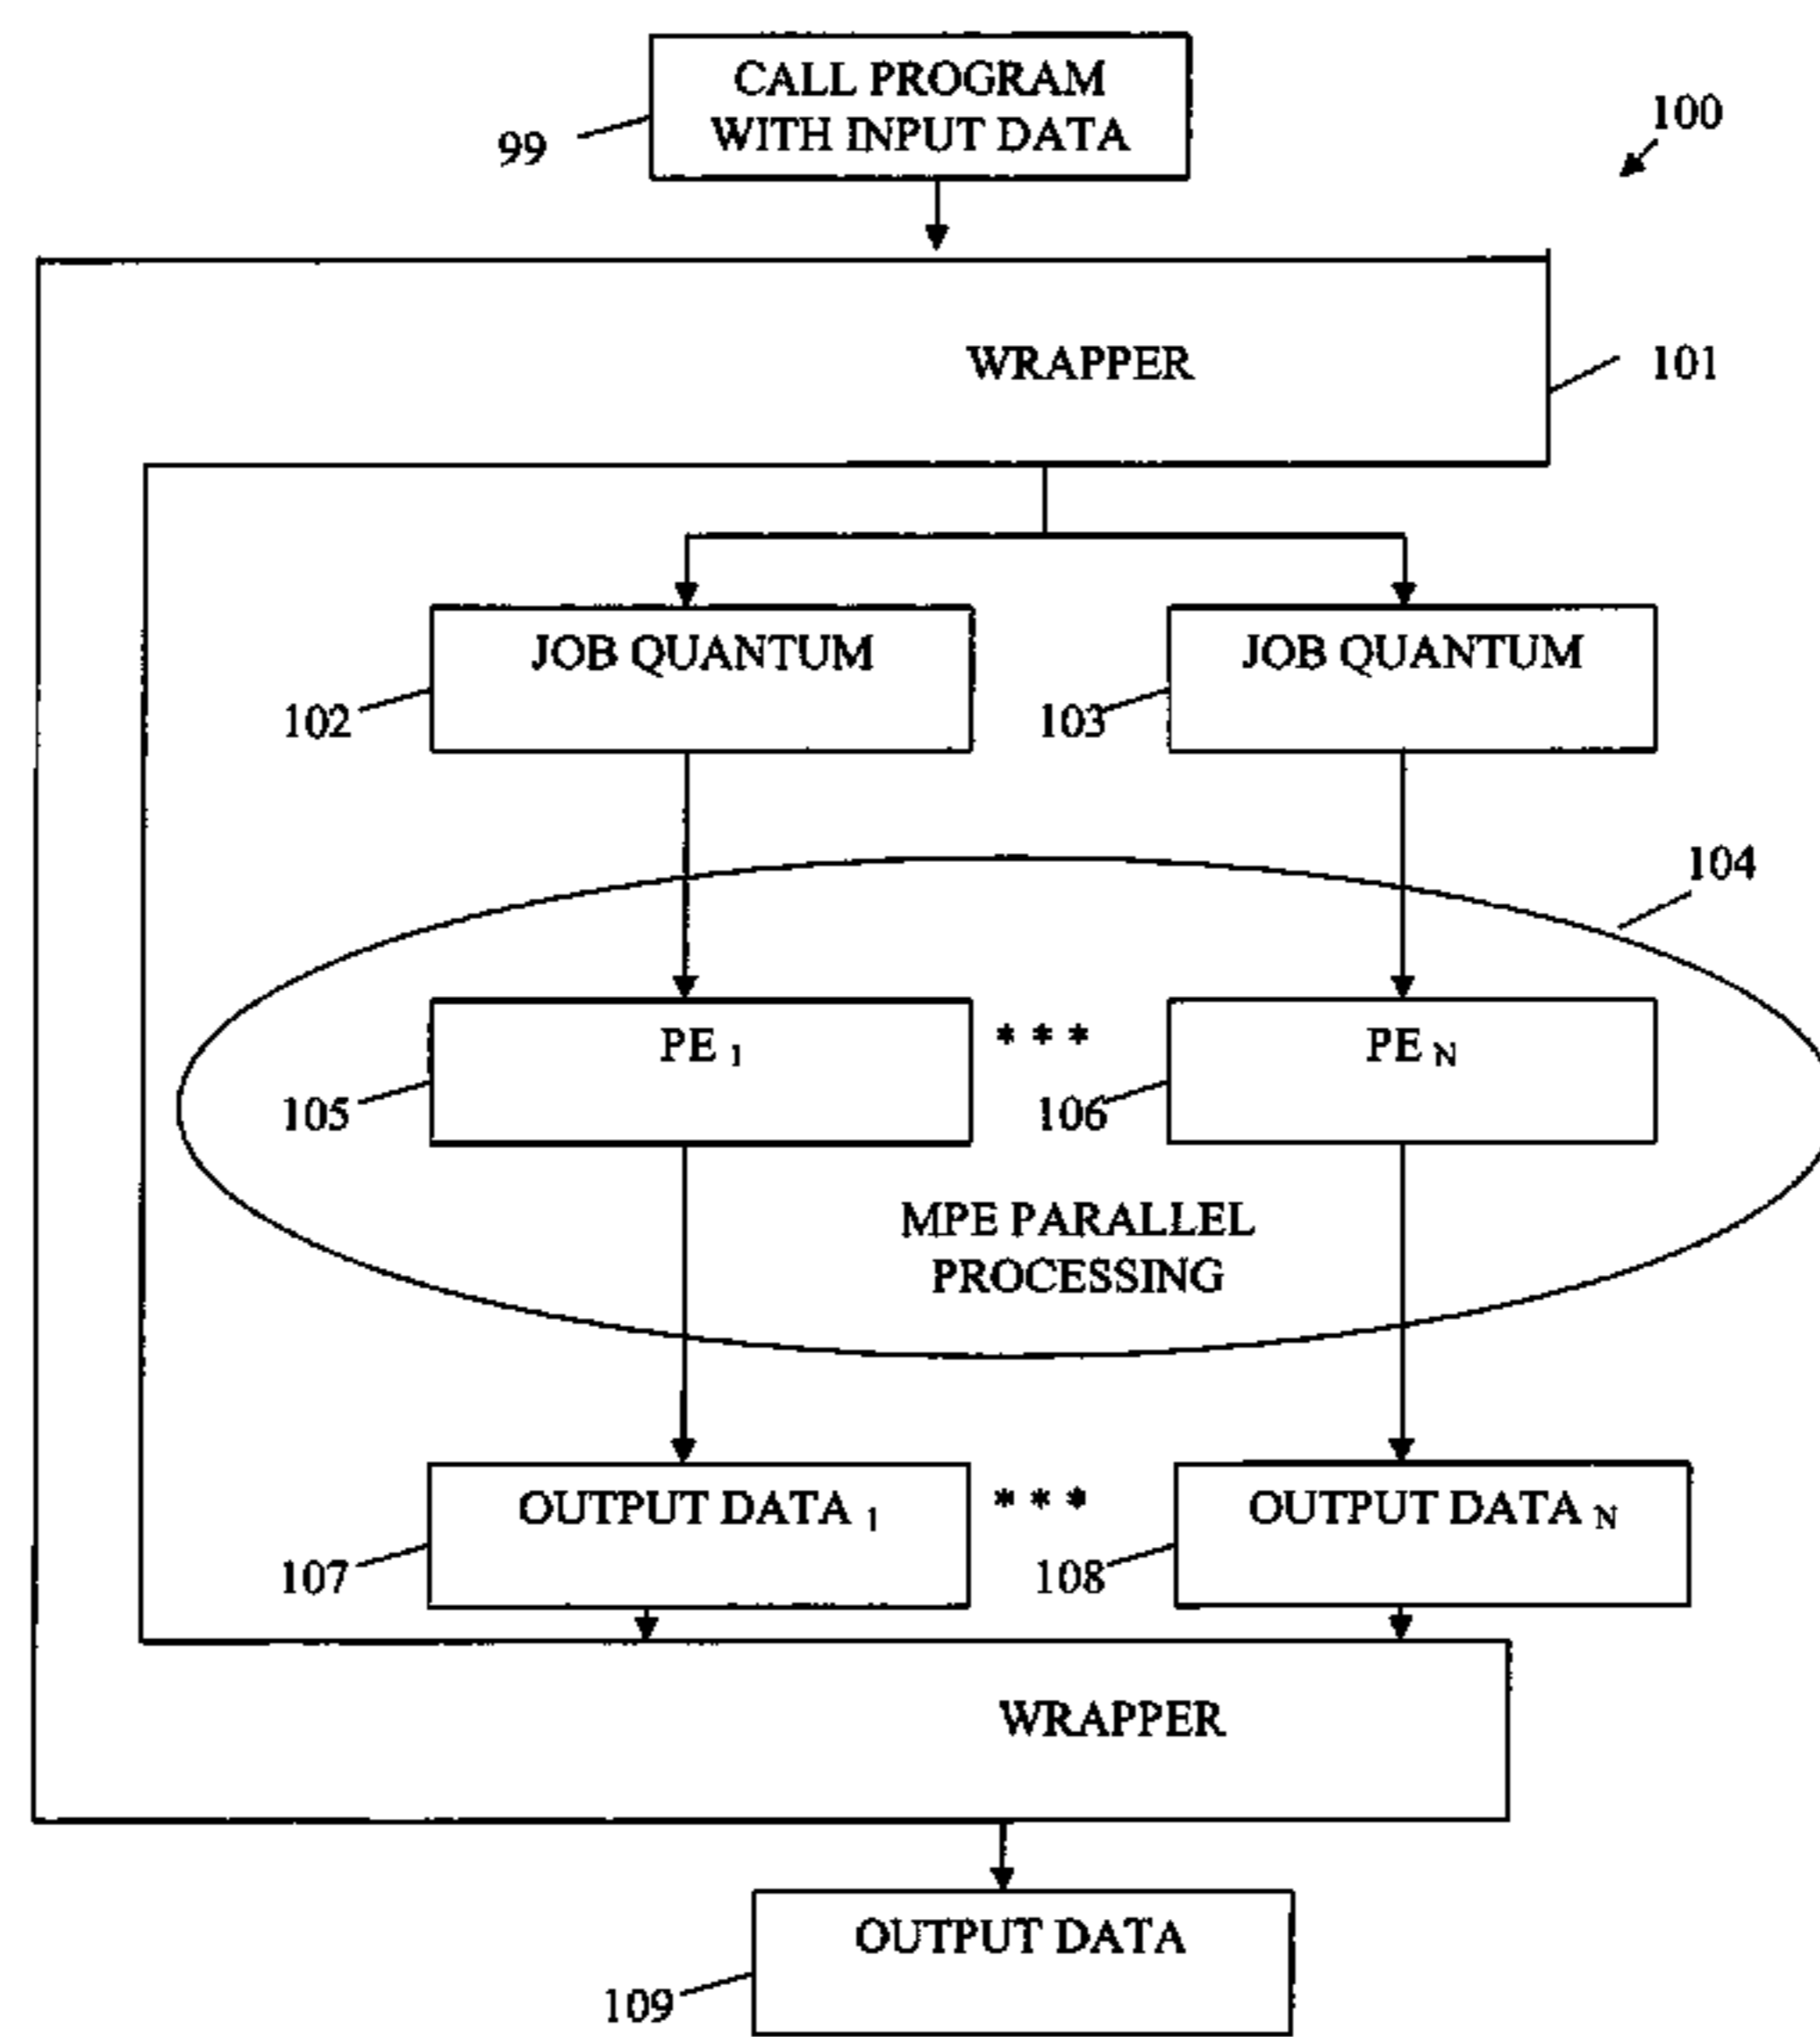 CALL PROGRAM
WITH INPUT DATA
99
100
WRAPPER
101
JOB QUANTUM
JOB QUANTUM
102
103
104
PE 1
* * *
PE N
105
106
MPE PARALLEL
PROCESSING
OUTPUT DATA 1
* * *
OUTPUT DATA N
107
108
WRAPPER
OUTPUT DATA
109